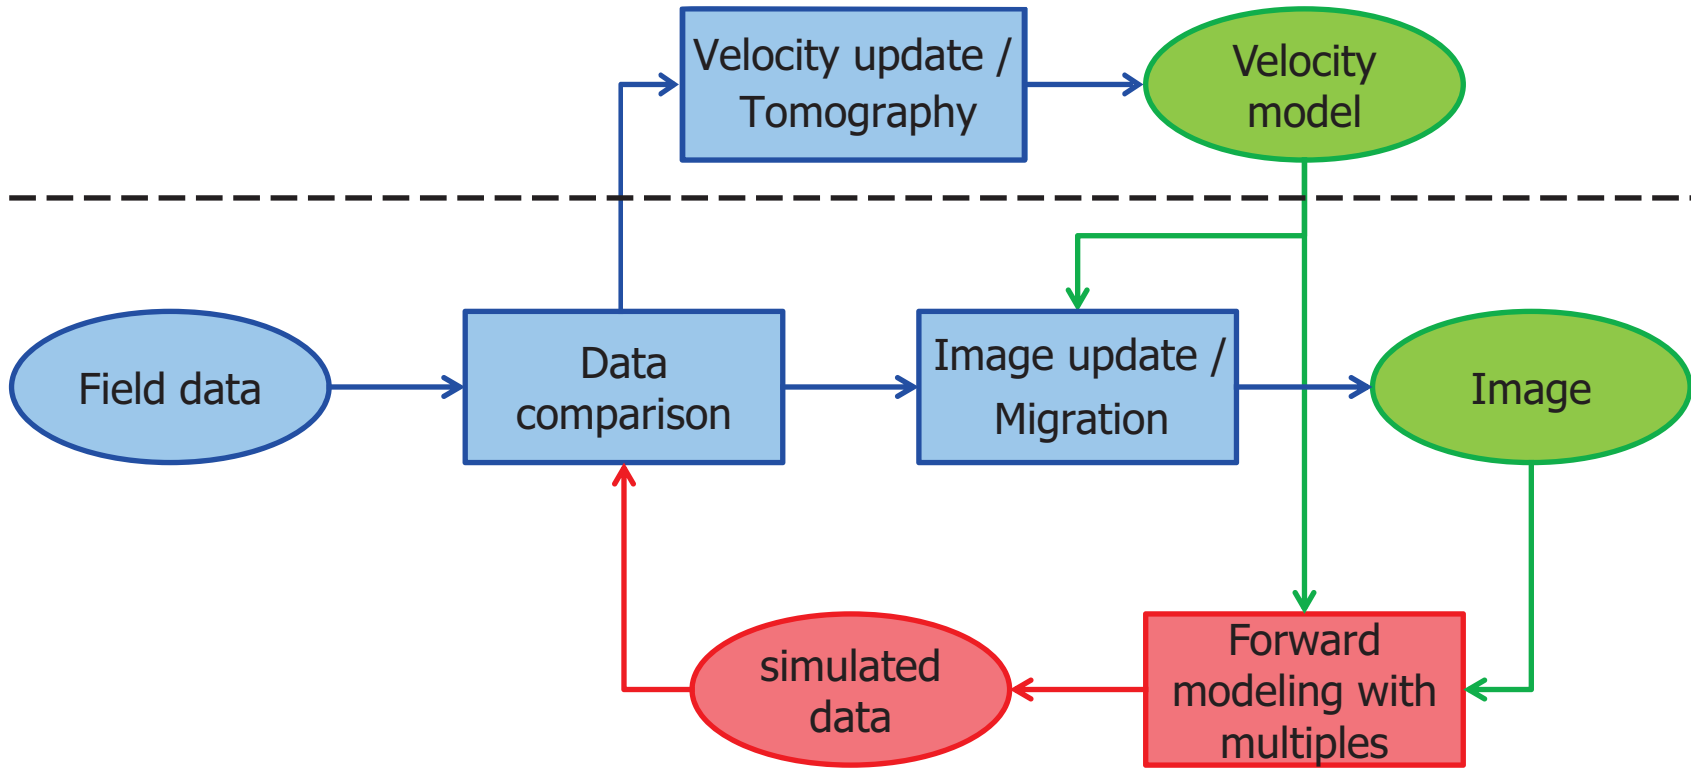 Velocity update /
Tomography
Velocity
model
Field data
Data
comparison
Image update /
Migration
Image
simulated
data
Forward
modeling with
multiples